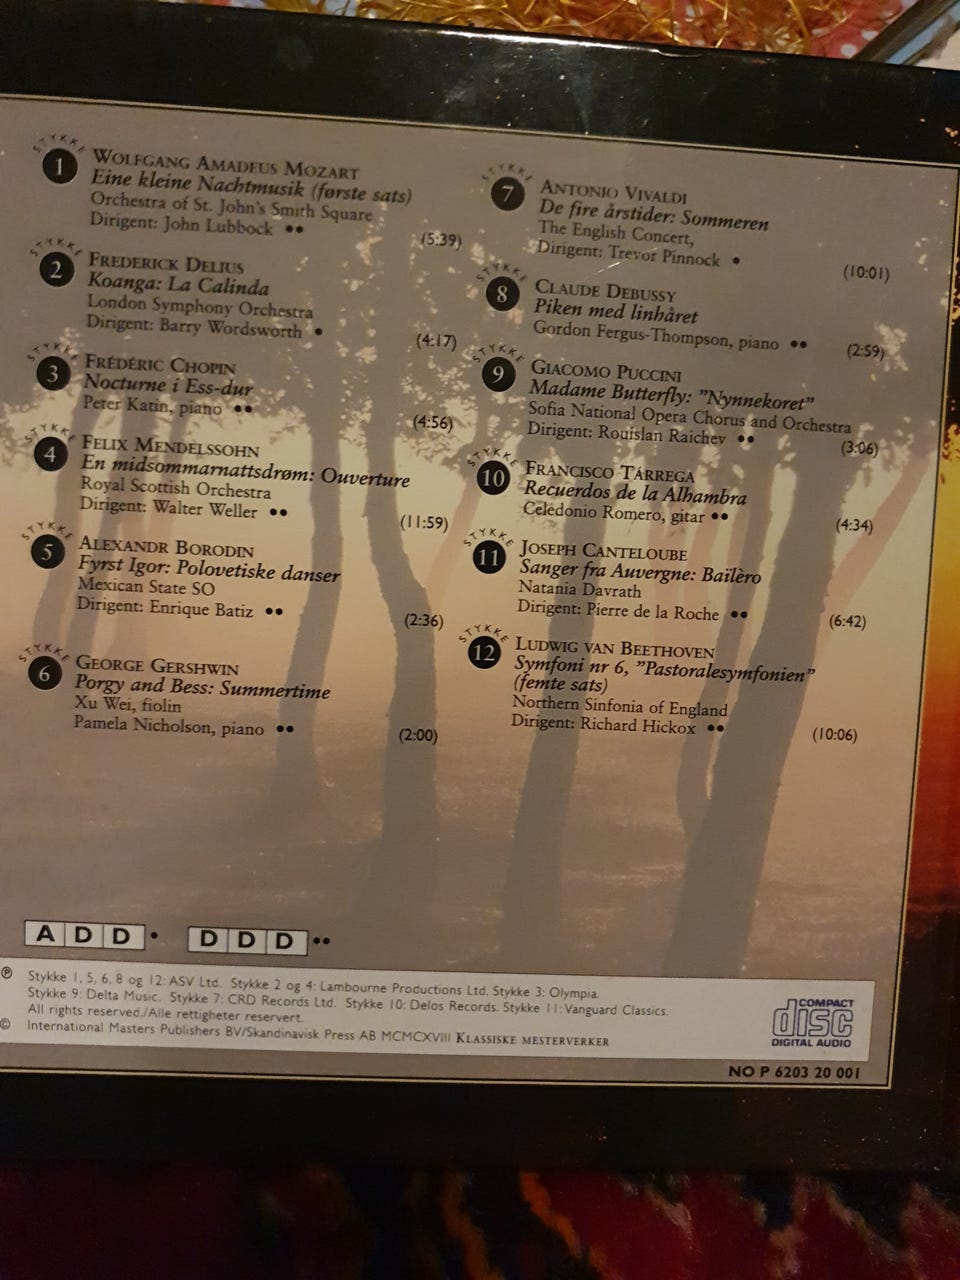 STYKKE
1
WOLFGANG AMADEUS MOZART
Eine kleine Nachtmusik (første sats)
Orchestra of St. John's Smith Square
Dirigent: John Lubbock ••
(5:39)
STYKKE
2
FREDERICK DELIUS
Koanga: La Calinda
London Symphony Orchestra
Dirigent: Barry Wordsworth •
(4:17)
STYKKE
3
FRÉDÉRIC CHOPIN
Nocturne i Ess-dur
Peter Katin, piano ••
(4:56)
STYKKE
4
FELIX MENDELSSOHN
En midsommarnattsdrøm: Ouverture
Royal Scottish Orchestra
Dirigent: Walter Weller ••
(11:59)
STYKKE
5
ALEXANDR BORODIN
Fyrst Igor: Polovetiske danser
Mexican State SO
Dirigent: Enrique Batiz ••
(2:36)
STYKKE
6
GEORGE GERSHWIN
Porgy and Bess: Summertime
Xu Wei, fiolin
Pamela Nicholson, piano ••
(2:00)
STYKKE
7
ANTONIO VIVALDI
De fire årstider: Sommeren
The English Concert,
Dirigent: Trevor Pinnock •
(10:01)
STYKKE
8
CLAUDE DEBUSSY
Piken med linhåret
Gordon Fergus-Thompson, piano ••
(2:59)
STYKKE
9
GIACOMO PUCCINI
Madame Butterfly: "Nynnekoret"
Sofia National Opera Chorus and Orchestra
Dirigent: Rouislan Raichev ••
(3:06)
STYKKE
10
FRANCISCO TÁRREGA
Recuerdos de la Alhambra
Celedonio Romero, gitar ••
(4:34)
STYKKE
11
JOSEPH CANTELOUBE
Sanger fra Auvergne: Baïlèro
Natania Davrath
Dirigent: Pierre de la Roche ••
(6:42)
STYKKE
12
LUDWIG VAN BEETHOVEN
Symfoni nr 6, "Pastoralesymfonien"
(femte sats)
Northern Sinfonia of England
Dirigent: Richard Hickox ••
(10:06)
ADD • DDD ••
℗ Stykke 1, 5, 6, 8 og 12: ASV Ltd. Stykke 2 og 4: Lambourne Productions Ltd. Stykke 3: Olympia.
Stykke 9: Delta Music. Stykke 7: CRD Records Ltd. Stykke 10: Delos Records. Stykke 11: Vanguard Classics.
All rights reserved./Alle rettigheter reservert.
© International Masters Publishers BV/Skandinavisk Press AB MCMCXVIII KLASSISKE MESTERVERKER
COMPACT
disc
DIGITAL AUDIO
NO P 6203 20 001